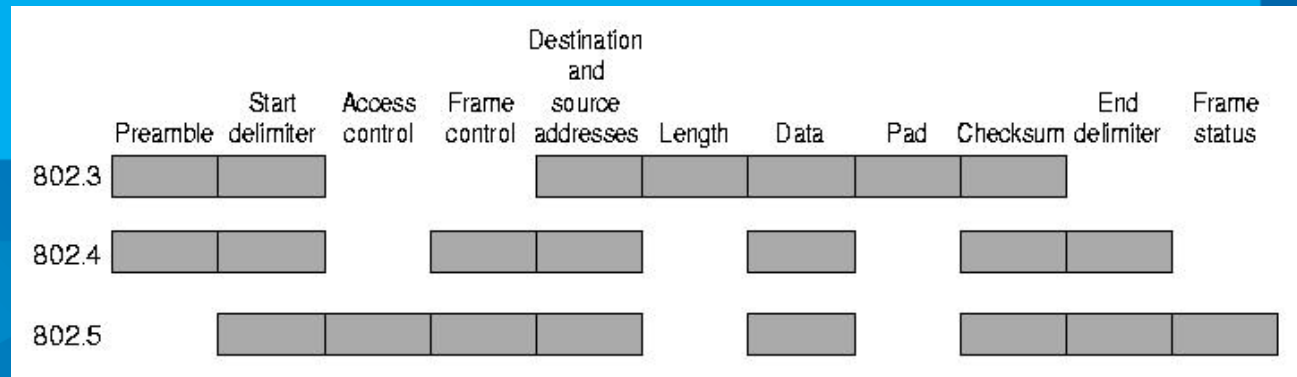 Destination
and
Start Access Frame source End Frame
Preamble delimiter control control addresses Length Data Pad Checksum delimiter status
802.3
802.4
802.5